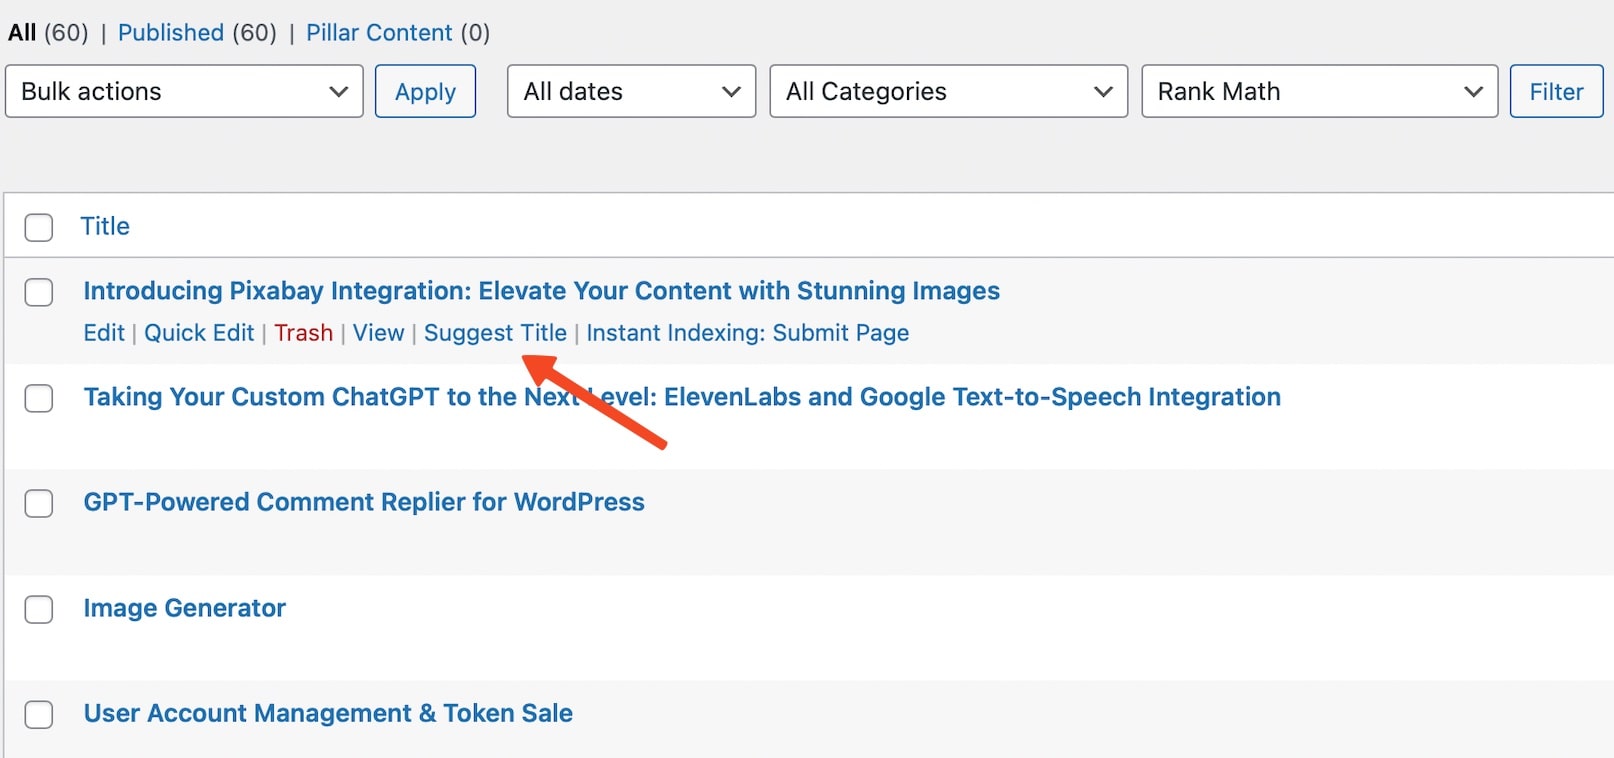 All (60) | Published (60) | Pillar Content (0)
Bulk actions Apply All dates All Categories Rank Math Filter
Title
Introducing Pixabay Integration: Elevate Your Content with Stunning Images
Edit | Quick Edit | Trash | View | Suggest Title | Instant Indexing: Submit Page
Taking Your Custom ChatGPT to the Next Level: ElevenLabs and Google Text-to-Speech Integration
GPT-Powered Comment Replier for WordPress
Image Generator
User Account Management & Token Sale